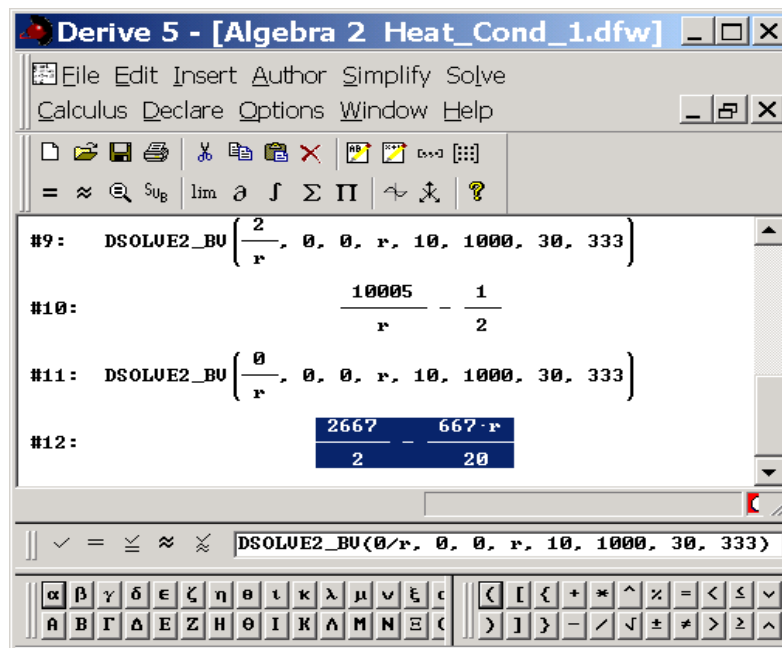 Derive 5 - [Algebra 2 Heat_Cond_1.dfw]
File Edit Insert Author Simplify Solve
Calculus Declare Options Window Help
= ≈ SUB lim ∂ ∫ Σ Π ?
#9: DSOLVE2_BV(2/r, 0, 0, r, 10, 1000, 30, 333)
#10: 10005/r - 1/2
#11: DSOLVE2_BV(0/r, 0, 0, r, 10, 1000, 30, 333)
#12: 2667/2 - 667·r/20
DSOLVE2_BV(0/r, 0, 0, r, 10, 1000, 30, 333)
α β γ δ ε ζ η θ ι κ λ μ ν ξ ( [ { + * ^ % = < ≤ ∨
Α Β Γ Δ Ε Ζ Η Θ Ι Κ Λ Μ Ν Ξ ) ] } - / √ ± ≠ > ≥ ∧